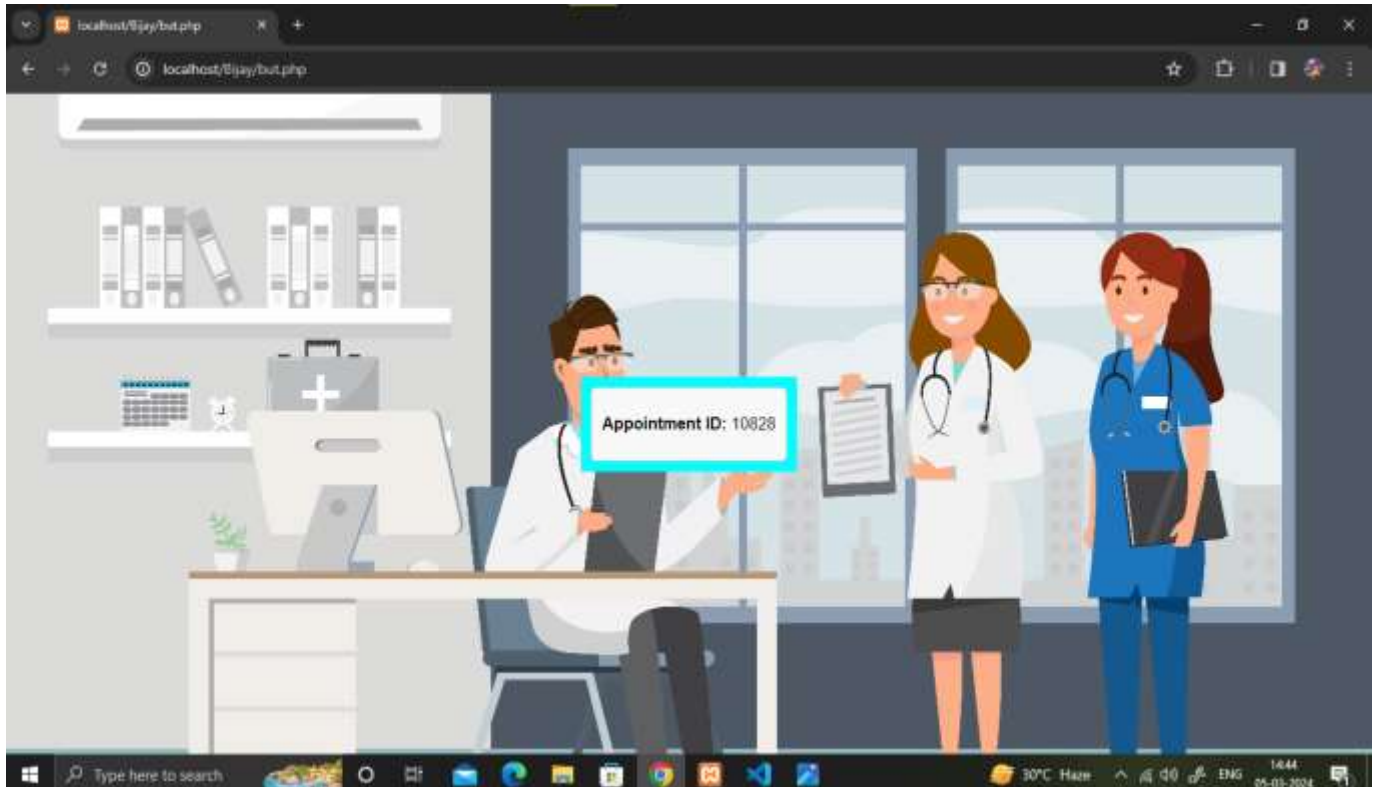 localhost/Bijay/but.php
localhost/Bijay/but.php
Appointment ID: 10828
Type here to search
30°C Haze
ENG
14:44
05-03-2024